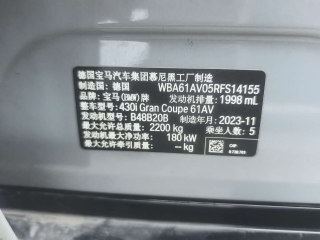 德国宝马汽车集团慕尼黑工厂制造
制造国：德国 WBA61AV05RFS14155
品牌：宝马(BMW)牌 发动机排量：1998 mL
整车型号：430i Gran Coupe 61AV
发动机型号：B48B20B 制造年月：2023-11
最大允许总质量：2200 kg 乘坐人数：5
发动机最大净功率：180 kW
最大允许牵引质量：-- kg